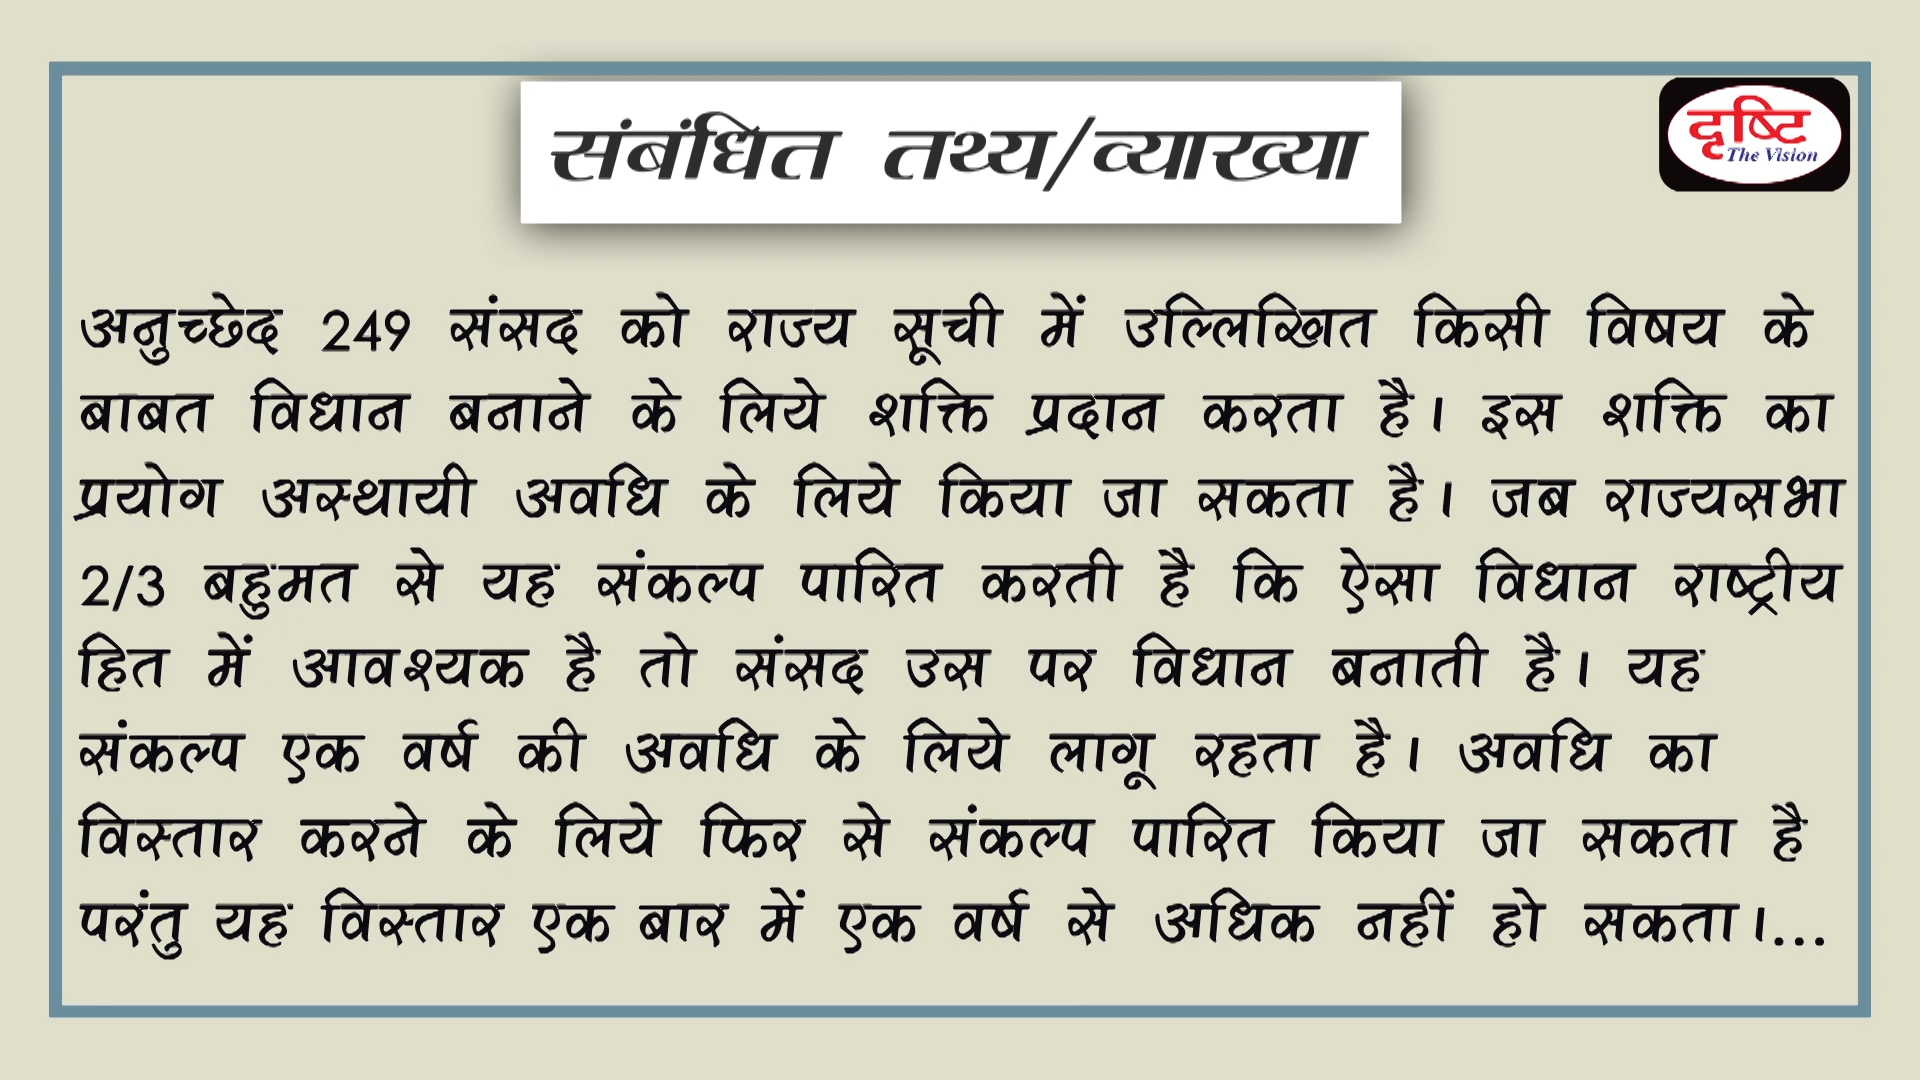 संबंधित तथ्य/व्याख्या
दृष्टि
The Vision
अनुच्छेद 249 संसद को राज्य सूची में उल्लिखित किसी विषय के
बाबत विधान बनाने के लिये शक्ति प्रदान करता है। इस शक्ति का
प्रयोग अस्थायी अवधि के लिये किया जा सकता है। जब राज्यसभा
2/3 बहुमत से यह संकल्प पारित करती है कि ऐसा विधान राष्ट्रीय
हित में आवश्यक है तो संसद उस पर विधान बनाती है। यह
संकल्प एक वर्ष की अवधि के लिये लागू रहता है। अवधि का
विस्तार करने के लिये फिर से संकल्प पारित किया जा सकता है
परंतु यह विस्तार एक बार में एक वर्ष से अधिक नहीं हो सकता।...